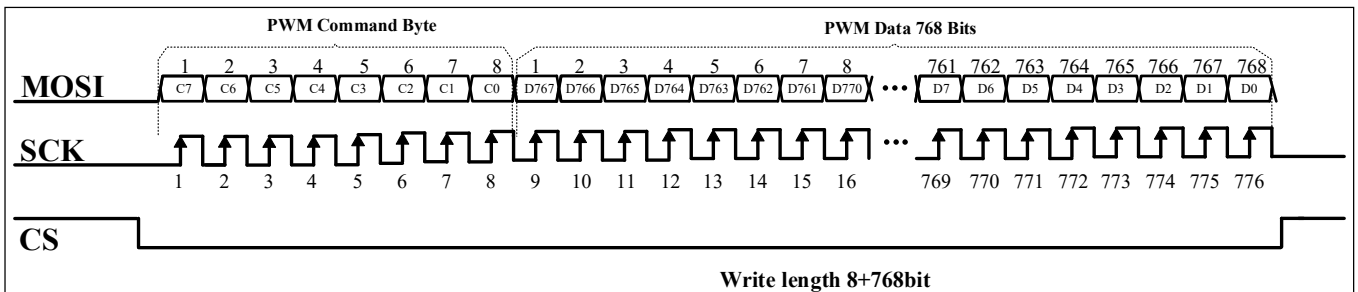 PWM Command Byte PWM Data 768 Bits
1 2 3 4 5 6 7 8 1 2 3 4 5 6 7 8 761 762 763 764 765 766 767 768
MOSI C7 C6 C5 C4 C3 C2 C1 C0 D767 D766 D765 D764 D763 D762 D761 D770 ••• D7 D6 D5 D4 D3 D2 D1 D0
SCK •••
1 2 3 4 5 6 7 8 9 10 11 12 13 14 15 16 769 770 771 772 773 774 775 776
CS
Write length 8+768bit